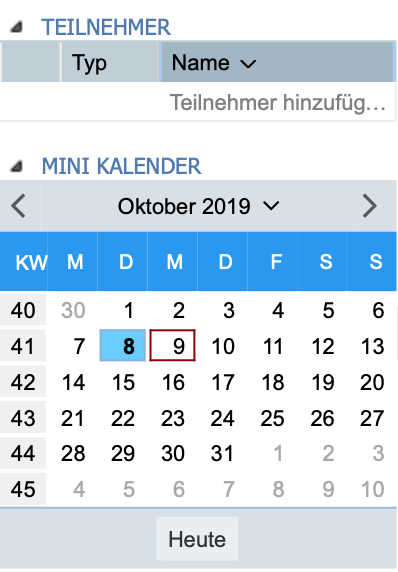 TEILNEHMER
Typ Name
Teilnehmer hinzufüg...
MINI KALENDER
Oktober 2019
KW M D M D F S S
40 30 1 2 3 4 5 6
41 7 8 9 10 11 12 13
42 14 15 16 17 18 19 20
43 21 22 23 24 25 26 27
44 28 29 30 31 1 2 3
45 4 5 6 7 8 9 10
Heute